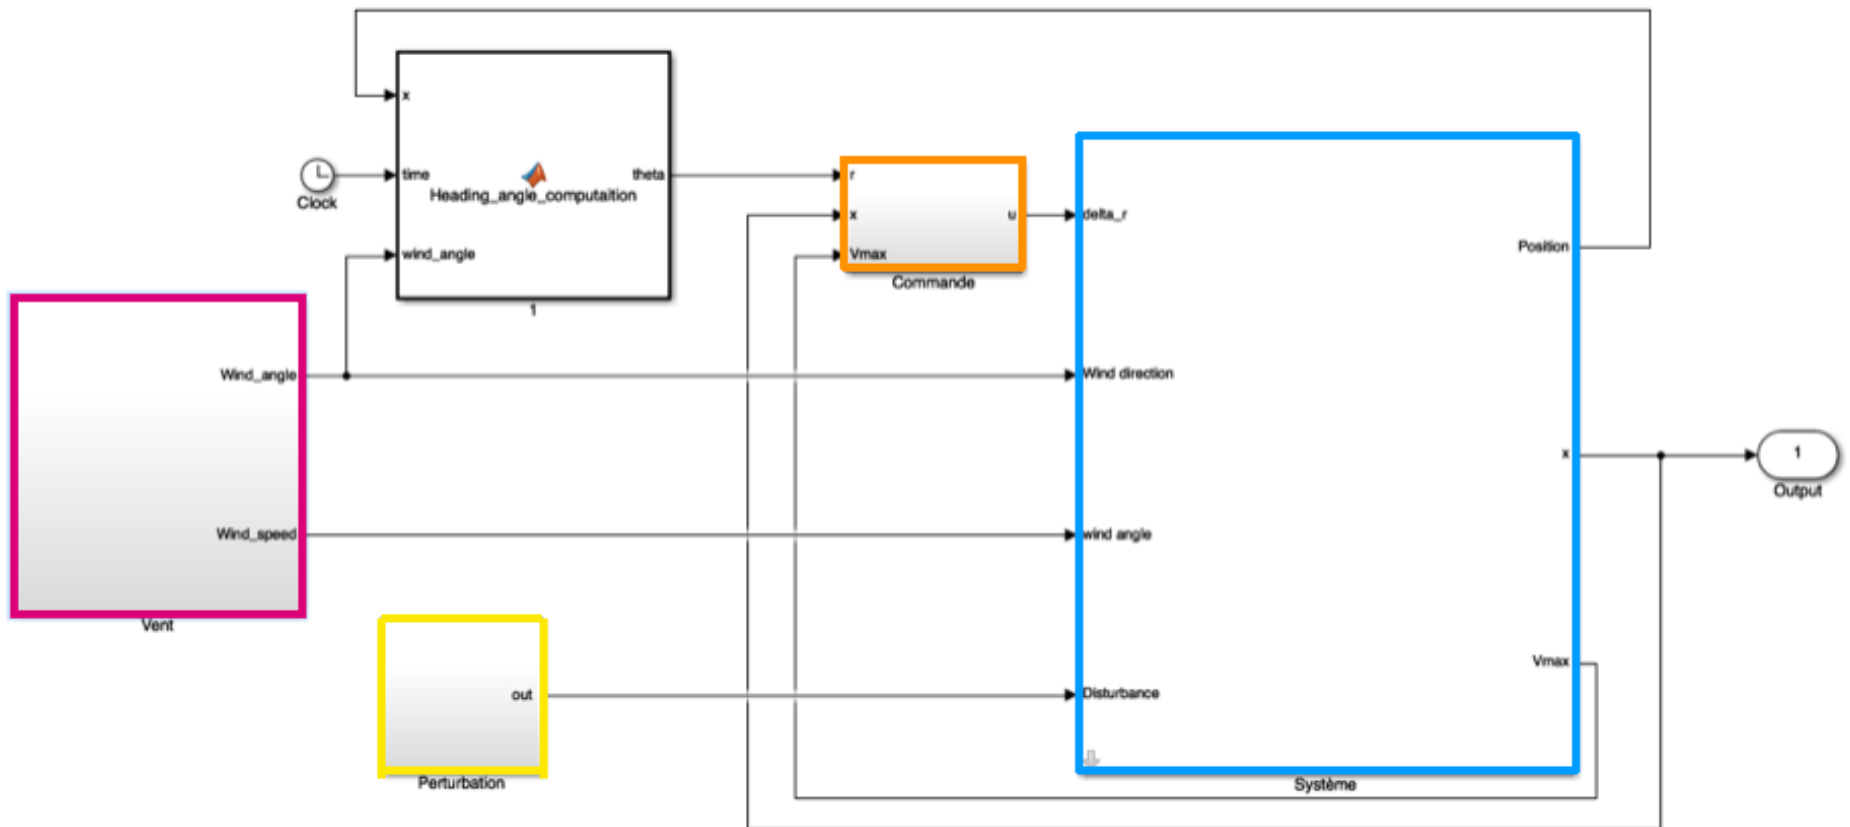 x
time
theta
Heading_angle_computaition
wind_angle
1
Clock
r
x
u
Vmax
Commande
delta_r
Position
Wind_angle
Wind direction
x
1
Output
Wind_speed
wind angle
Vent
out
Disturbance
Vmax
Perturbation
Système